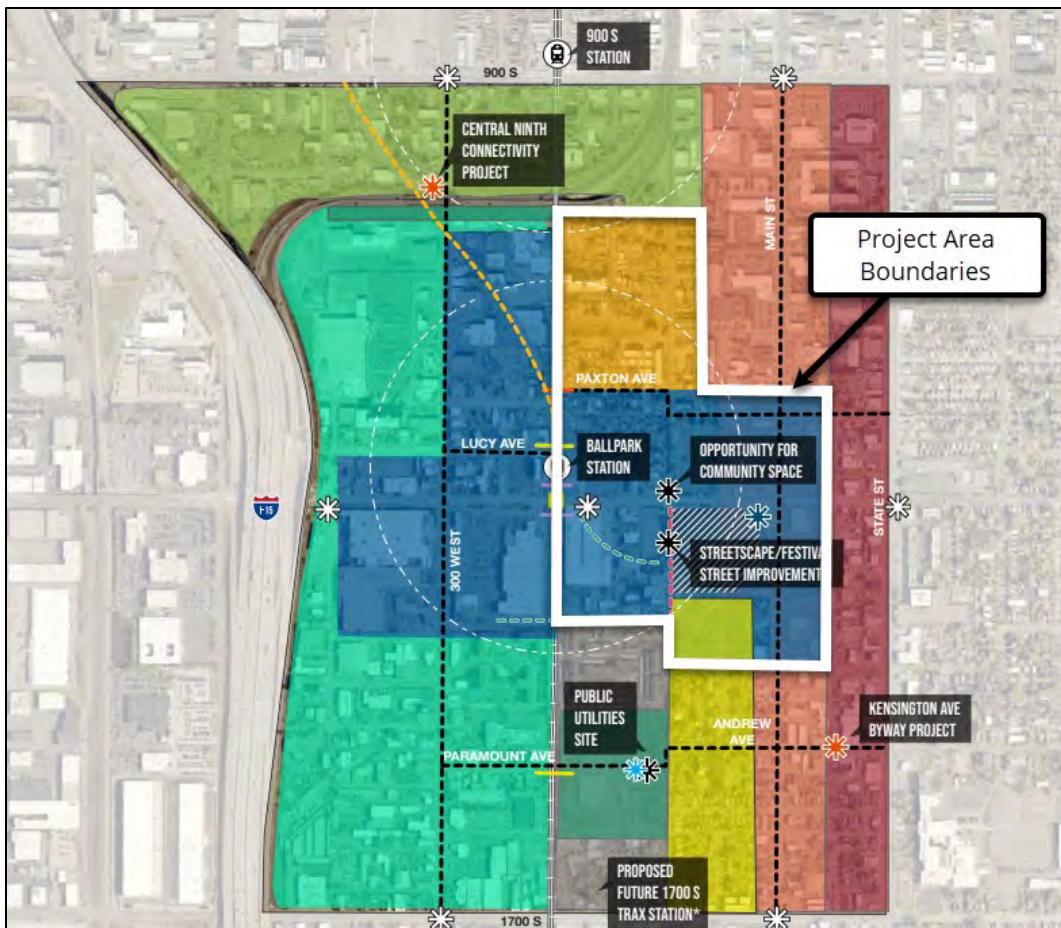 900 S
STATION
900 S
CENTRAL NINTH
CONNECTIVITY
PROJECT
MAIN ST
Project Area
Boundaries
PAXTON AVE
LUCY AVE
BALLPARK
STATION
OPPORTUNITY FOR
COMMUNITY SPACE
I-15
300 WEST
STATE ST
STREETSCAPE/FESTIVA
STREET IMPROVEMENT
PUBLIC
UTILITIES
SITE
ANDREW
AVE
KENSINGTON AVE
BYWAY PROJECT
PARAMOUNT AVE
PROPOSED
FUTURE 1700 S
TRAX STATION*
1700 S